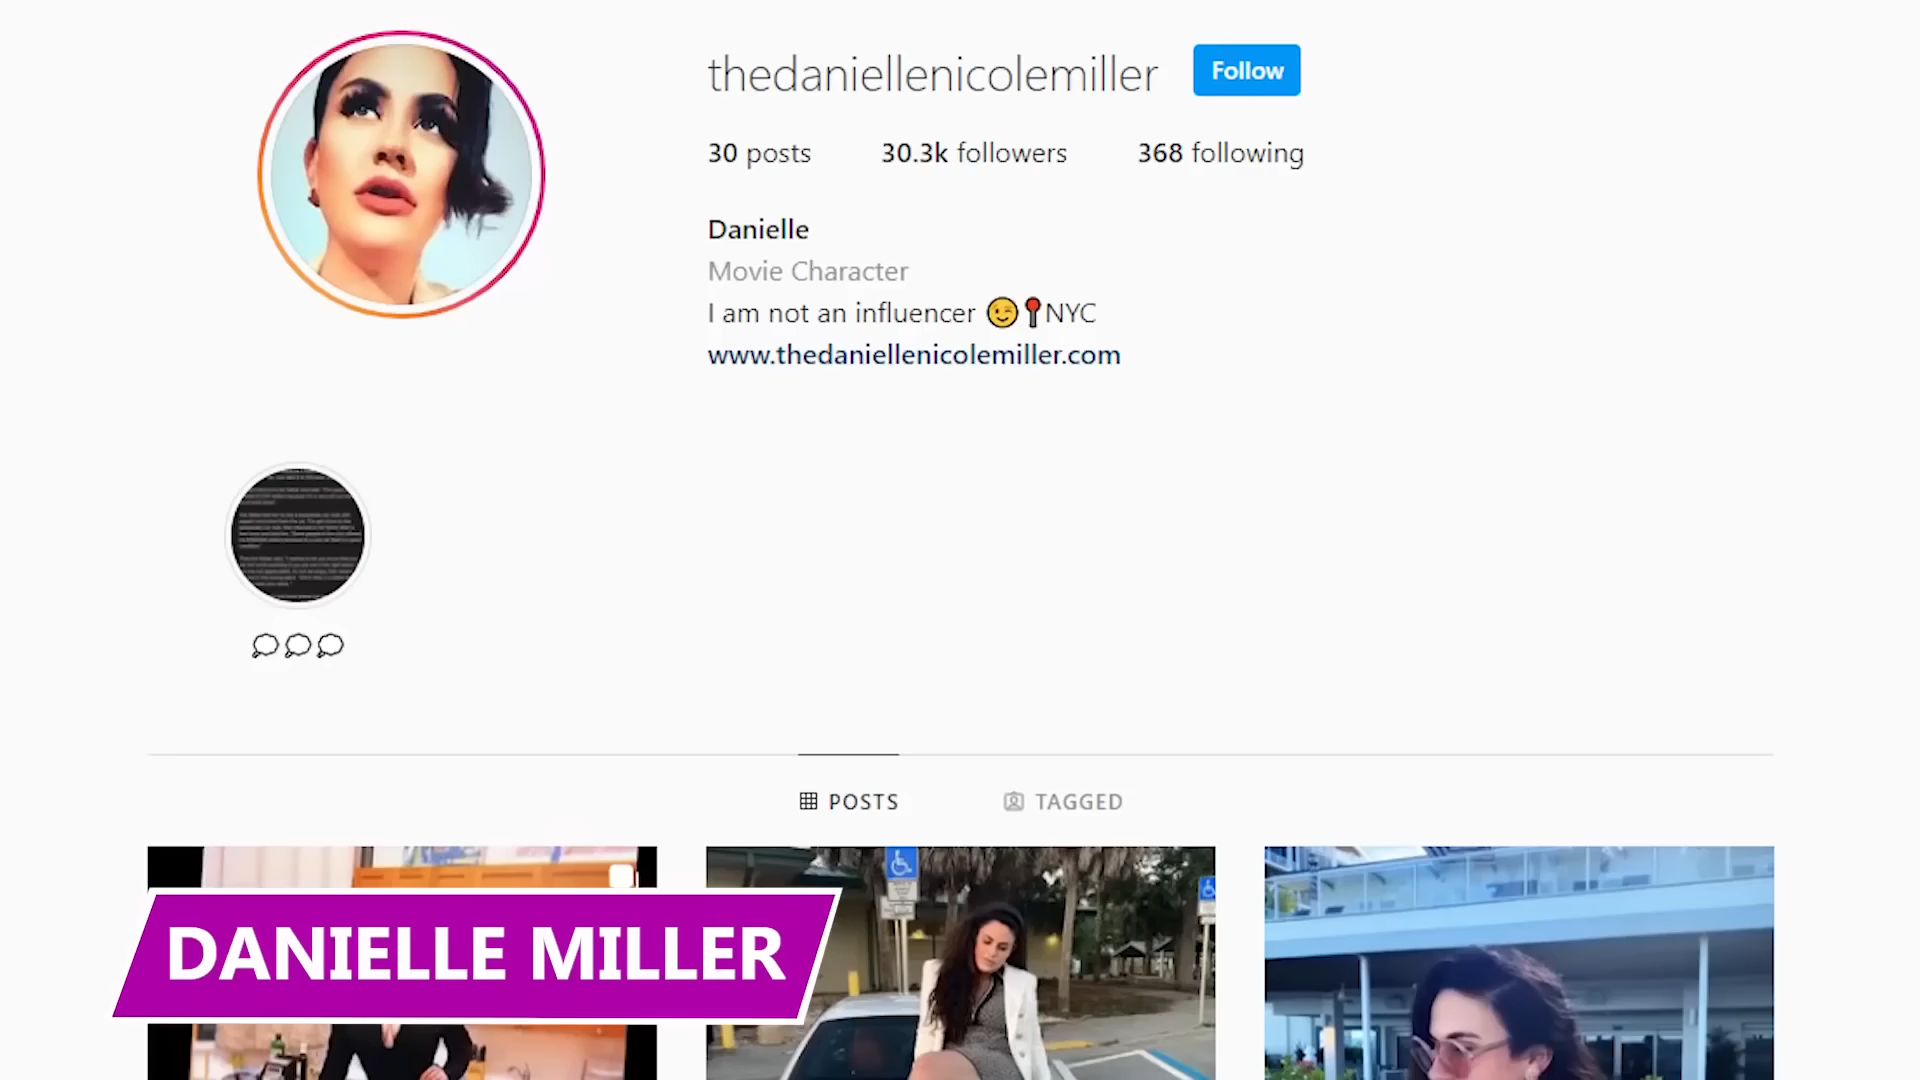 thedaniellenicolemiller Follow
30 posts 30.3k followers 368 following
Danielle
Movie Character
I am not an influencer 😉📍NYC
www.thedaniellenicolemiller.com
💭💭💭
POSTS TAGGED
DANIELLE MILLER